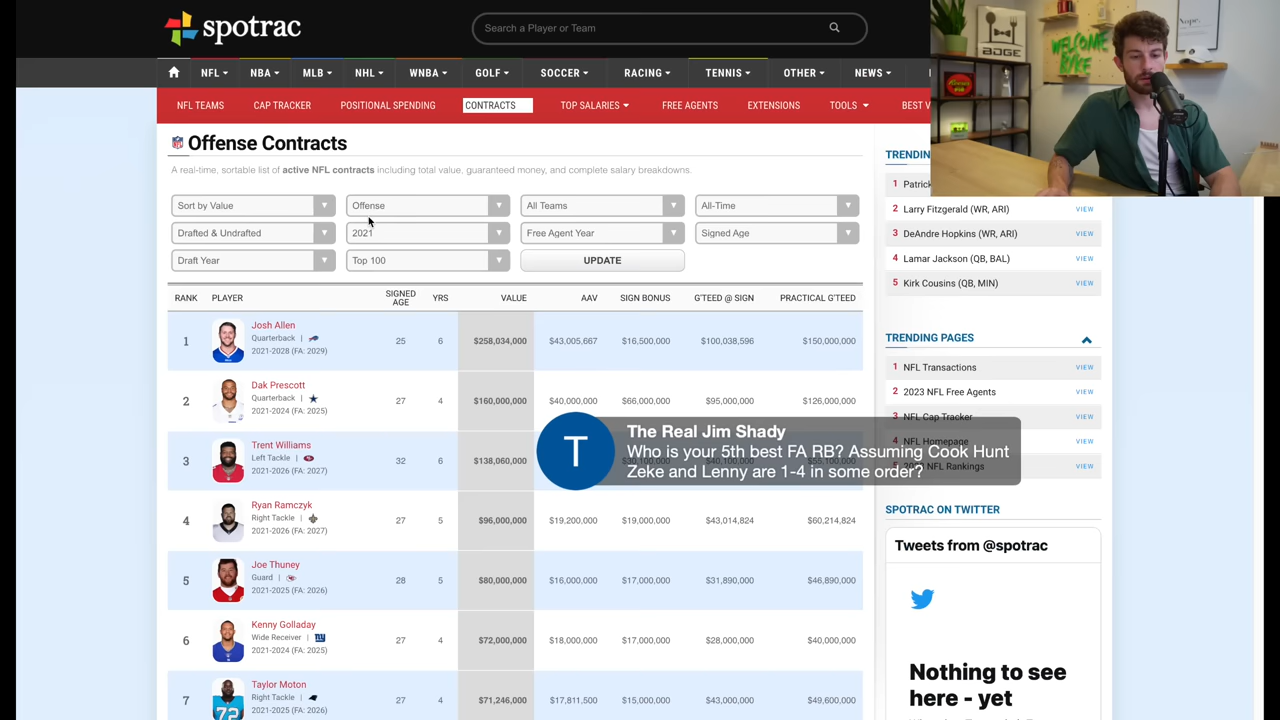 spotrac
Search a Player or Team
NFL NBA MLB NHL WNBA GOLF SOCCER RACING TENNIS OTHER NEWS
NFL TEAMS CAP TRACKER POSITIONAL SPENDING CONTRACTS TOP SALARIES FREE AGENTS EXTENSIONS TOOLS BEST
Offense Contracts
A real-time, sortable list of active NFL contracts including total value, guaranteed money, and complete salary breakdowns.
Sort by Value Offense All Teams All-Time
Drafted & Undrafted 2021 Free Agent Year Signed Age
Draft Year Top 100 UPDATE
RANK PLAYER SIGNED AGE YRS VALUE AAV SIGN BONUS G'TEED @ SIGN PRACTICAL G'TEED
Josh Allen
1 Quarterback | 25 6 $258,034,000 $43,005,667 $16,500,000 $100,038,596 $150,000,000
2021-2028 (FA: 2029)
Dak Prescott
2 Quarterback | 27 4 $160,000,000 $40,000,000 $66,000,000 $95,000,000 $126,000,000
2021-2024 (FA: 2025)
Trent Williams
3 Left Tackle | 32 6 $138,060,000
2021-2026 (FA: 2027)
Ryan Ramczyk
4 Right Tackle | 27 5 $96,000,000 $19,200,000 $19,000,000 $43,014,824 $60,214,824
2021-2026 (FA: 2027)
Joe Thuney
5 Guard | 28 5 $80,000,000 $16,000,000 $17,000,000 $31,890,000 $46,890,000
2021-2025 (FA: 2026)
Kenny Golladay
6 Wide Receiver | 27 4 $72,000,000 $18,000,000 $17,000,000 $28,000,000 $40,000,000
2021-2024 (FA: 2025)
Taylor Moton
7 Right Tackle | 27 4 $71,246,000 $17,811,500 $15,000,000 $43,000,000 $49,600,000
2021-2025 (FA: 2026)
72
T
The Real Jim Shady
Who is your 5th best FA RB? Assuming Cook Hunt
Zeke and Lenny are 1-4 in some order?
TRENDING
1 Patrick
2 Larry Fitzgerald (WR, ARI) VIEW
3 DeAndre Hopkins (WR, ARI) VIEW
4 Lamar Jackson (QB, BAL) VIEW
5 Kirk Cousins (QB, MIN) VIEW
TRENDING PAGES
1 NFL Transactions VIEW
2 2023 NFL Free Agents VIEW
3 NFL Cap Tracker VIEW
4 NFL Homepage VIEW
NFL Rankings VIEW
SPOTRAC ON TWITTER
Tweets from @spotrac
Nothing to see
here - yet
BDGE
WELCOME
Nope.